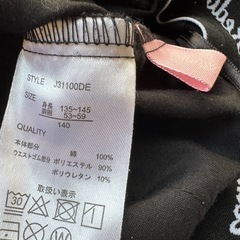 STYLE J31100DE
SIZE 身長 135~145
胴囲 53~59
QUALITY 140
本体部分 綿 100%
ウエストゴム部分 ポリエステル 90%
ポリウレタン 10%
取扱い表示
30